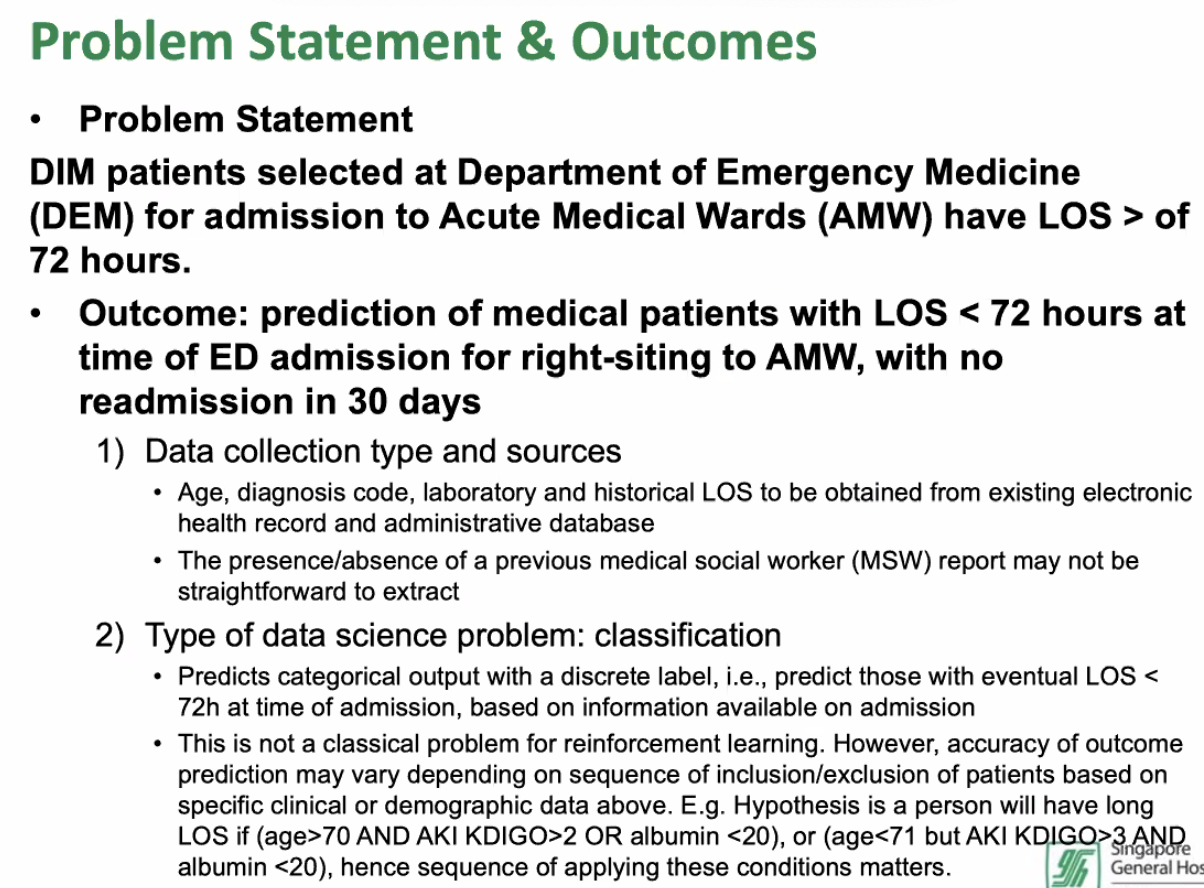 Problem Statement & Outcomes
• Problem Statement
DIM patients selected at Department of Emergency Medicine
(DEM) for admission to Acute Medical Wards (AMW) have LOS > of
72 hours.
• Outcome: prediction of medical patients with LOS < 72 hours at
time of ED admission for right-siting to AMW, with no
readmission in 30 days
1) Data collection type and sources
• Age, diagnosis code, laboratory and historical LOS to be obtained from existing electronic
health record and administrative database
• The presence/absence of a previous medical social worker (MSW) report may not be
straightforward to extract
2) Type of data science problem: classification
• Predicts categorical output with a discrete label, i.e., predict those with eventual LOS <
72h at time of admission, based on information available on admission
• This is not a classical problem for reinforcement learning. However, accuracy of outcome
prediction may vary depending on sequence of inclusion/exclusion of patients based on
specific clinical or demographic data above. E.g. Hypothesis is a person will have long
LOS if (age>70 AND AKI KDIGO>2 OR albumin <20), or (age<71 but AKI KDIGO>3 AND
albumin <20), hence sequence of applying these conditions matters.
Singapore
General Hos